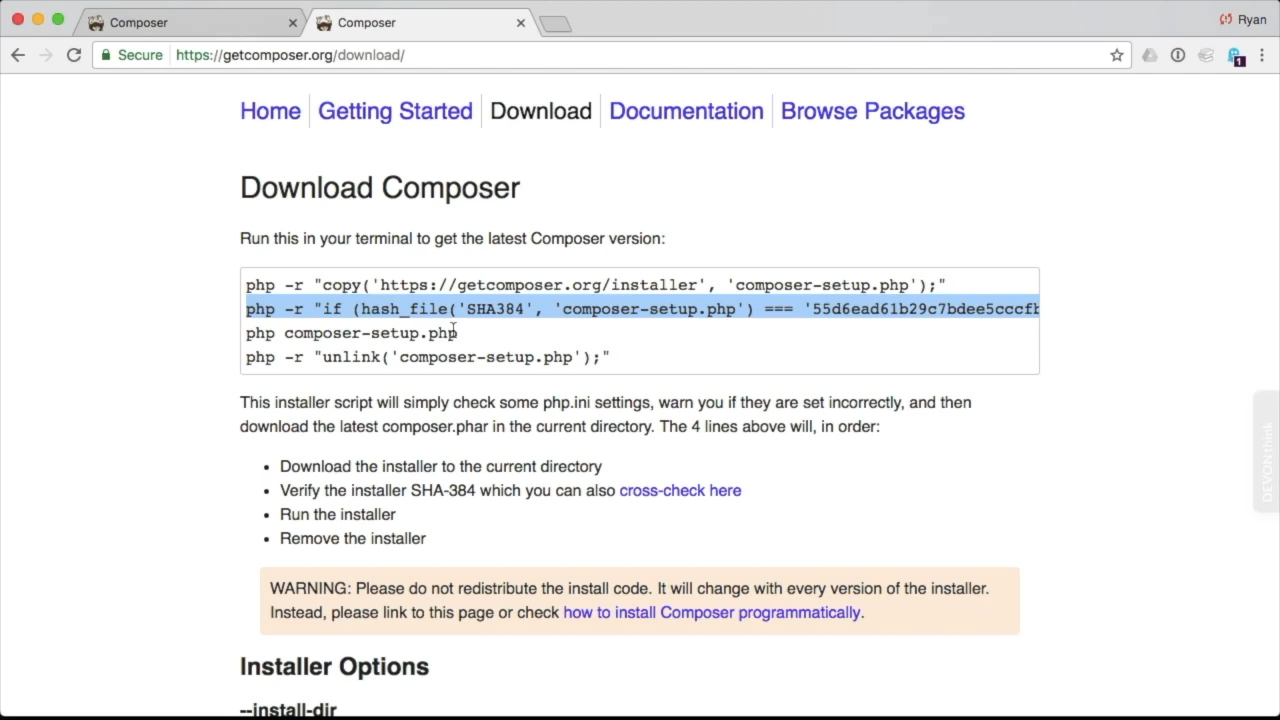 Composer
Composer
Ryan
Secure https://getcomposer.org/download/
1
Home Getting Started Download Documentation Browse Packages
Download Composer
Run this in your terminal to get the latest Composer version:
php -r "copy('https://getcomposer.org/installer', 'composer-setup.php');"
php -r "if (hash_file('SHA384', 'composer-setup.php') === '55d6ead61b29c7bdee5cccfb
php composer-setup.php
php -r "unlink('composer-setup.php');"
This installer script will simply check some php.ini settings, warn you if they are set incorrectly, and then
download the latest composer.phar in the current directory. The 4 lines above will, in order:
• Download the installer to the current directory
• Verify the installer SHA-384 which you can also cross-check here
• Run the installer
• Remove the installer
WARNING: Please do not redistribute the install code. It will change with every version of the installer.
Instead, please link to this page or check how to install Composer programmatically.
Installer Options
--install-dir
DEVONthink